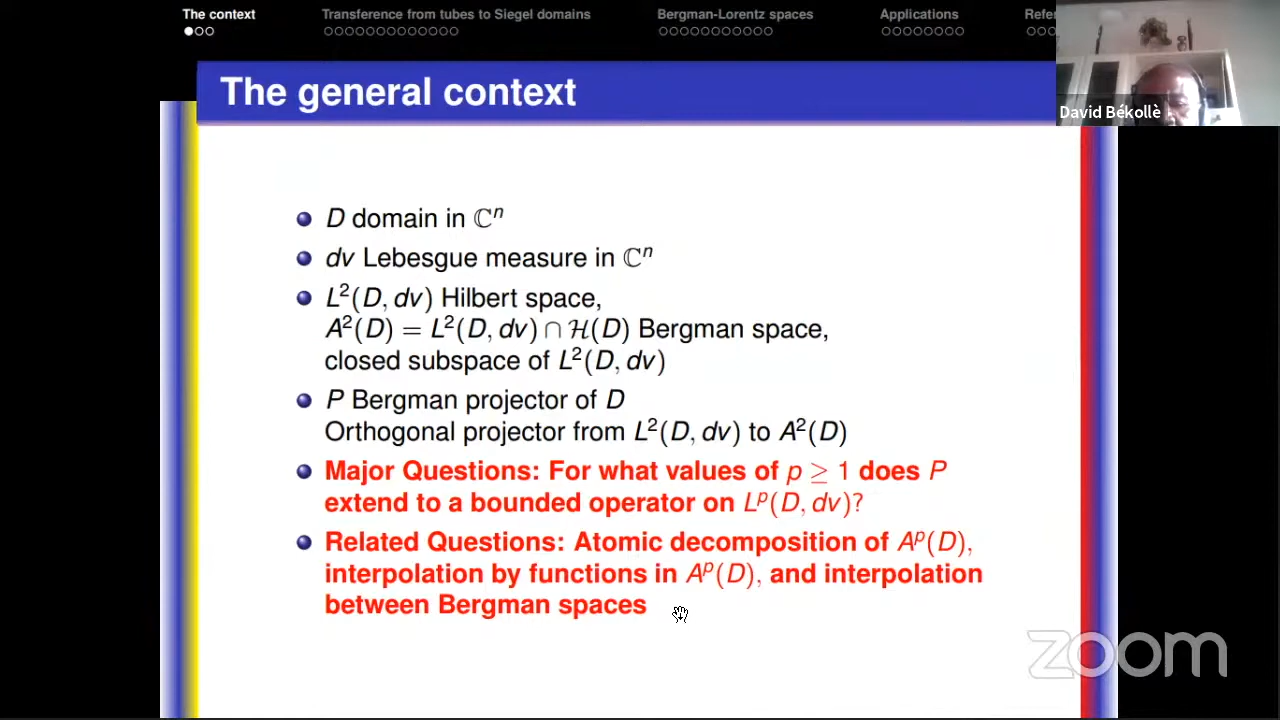 The context
Transference from tubes to Siegel domains
Bergman-Lorentz spaces
Applications
Refer
The general context
David Békollè
D domain in ℂⁿ
dv Lebesgue measure in ℂⁿ
L²(D, dv) Hilbert space,
A²(D) = L²(D, dv) ∩ ℋ(D) Bergman space,
closed subspace of L²(D, dv)
P Bergman projector of D
Orthogonal projector from L²(D, dv) to A²(D)
Major Questions: For what values of p ≥ 1 does P
extend to a bounded operator on Lᵖ(D, dv)?
Related Questions: Atomic decomposition of Aᵖ(D),
interpolation by functions in Aᵖ(D), and interpolation
between Bergman spaces
zoom